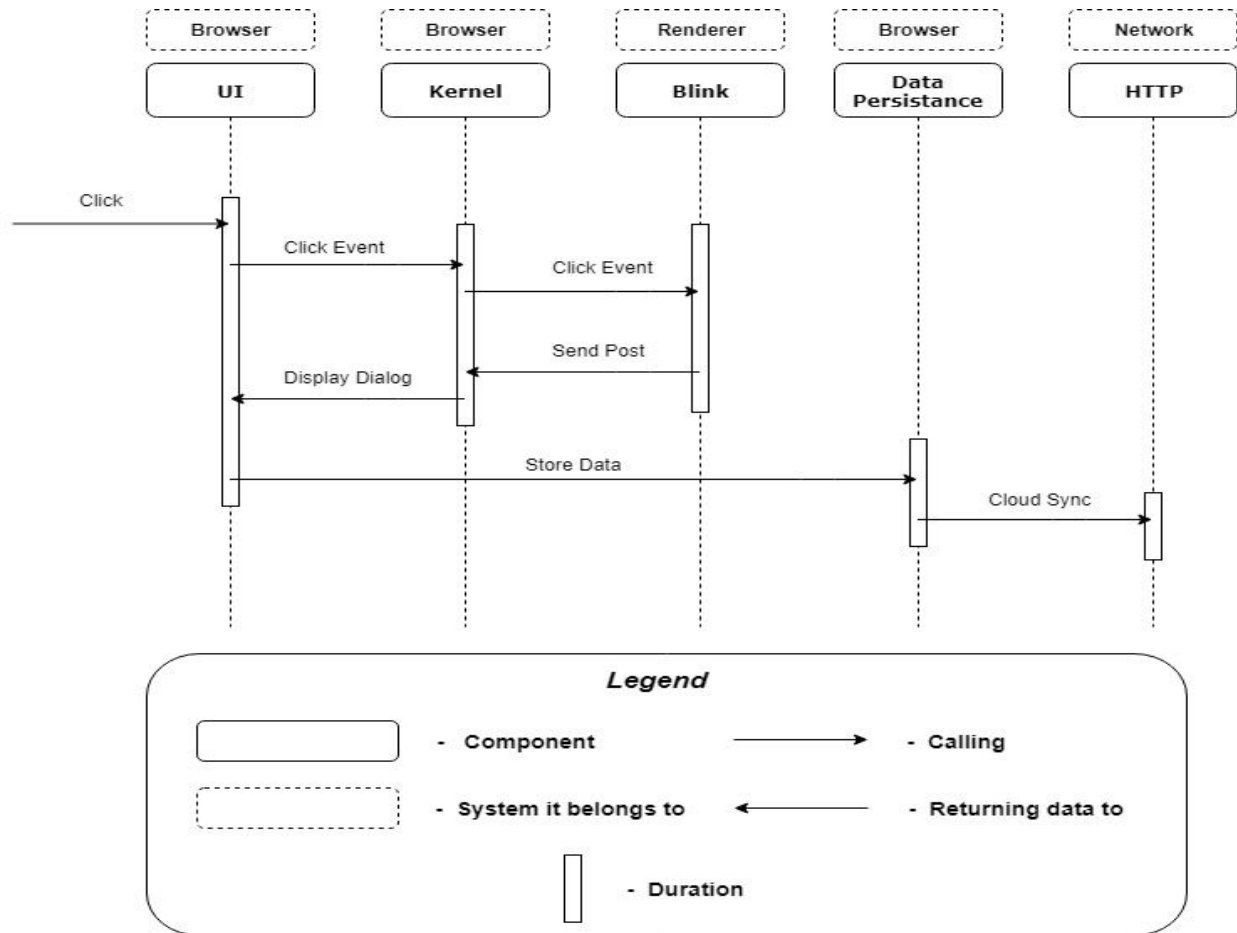 Browser
Browser
Renderer
Browser
Network
UI
Kernel
Blink
Data
Persistance
HTTP
Click
Click Event
Click Event
Send Post
Display Dialog
Store Data
Cloud Sync
Legend
- Component
- Calling
- System it belongs to
- Returning data to
- Duration